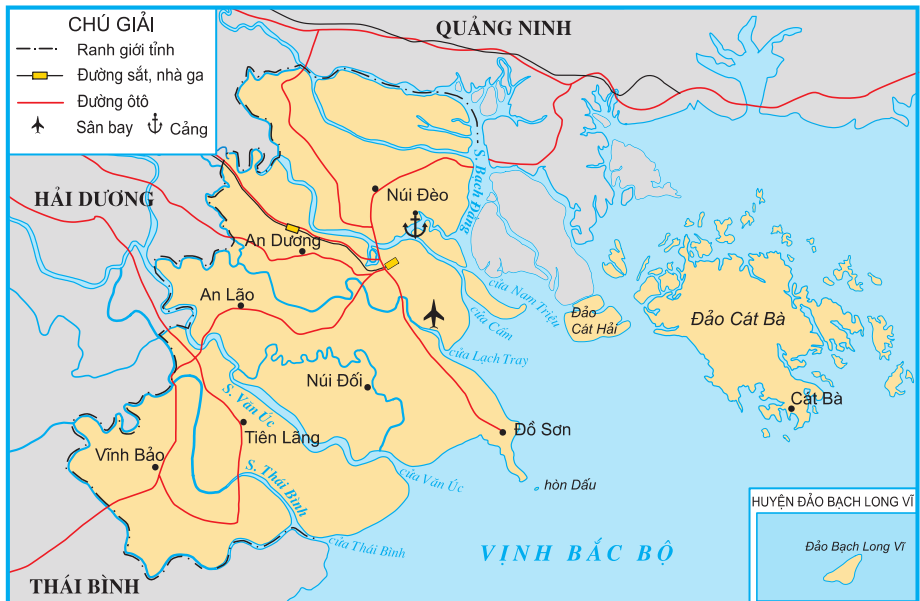 CHÚ GIẢI
Ranh giới tỉnh
Đường sắt, nhà ga
Đường ôtô
Sân bay
Cảng
QUẢNG NINH
HẢI DƯƠNG
S. Bạch Đằng
Núi Đèo
An Dương
An Lão
cửa Nam Triệu
cửa Cấm
Đảo
Cát Hải
Đảo Cát Bà
cửa Lạch Tray
Núi Đối
S. Văn Úc
Cát Bà
Tiên Lãng
Đồ Sơn
Vĩnh Bảo
S. Thái Bình
cửa Văn Úc
hòn Dấu
HUYỆN ĐẢO BẠCH LONG VĨ
cửa Thái Bình
VỊNH BẮC BỘ
Đảo Bạch Long Vĩ
THÁI BÌNH